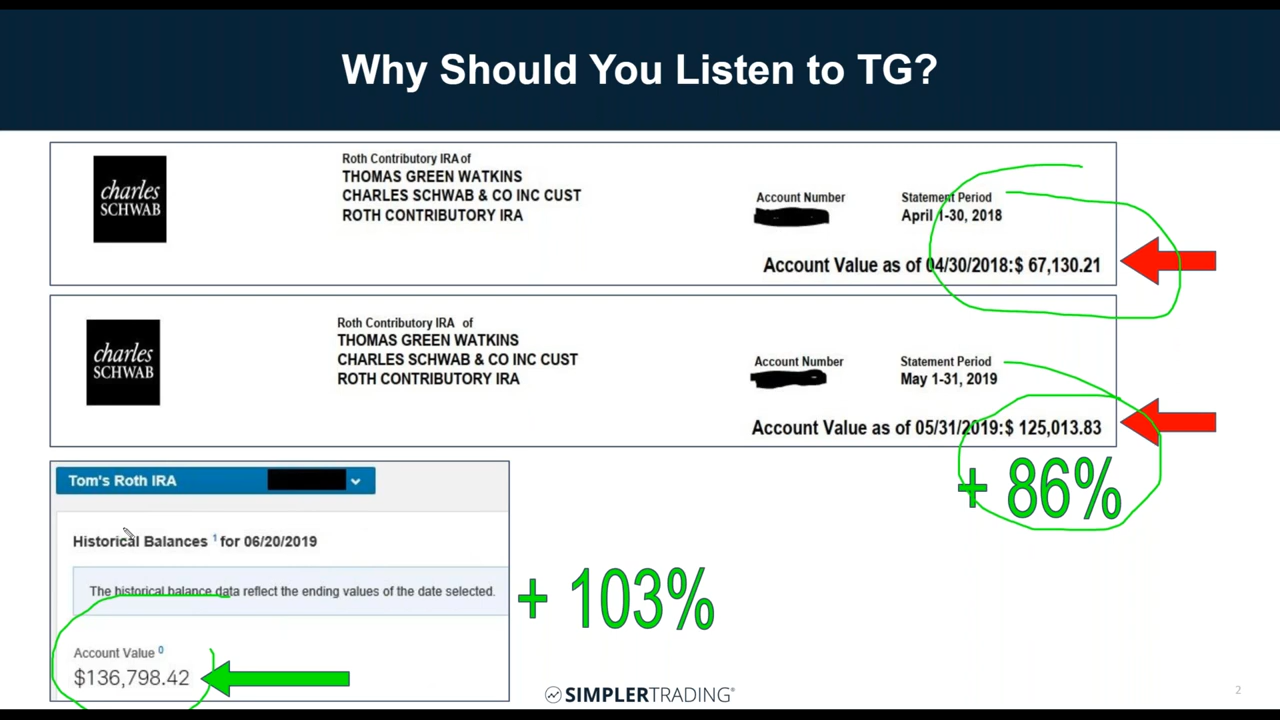 Why Should You Listen to TG?
charles
SCHWAB
Roth Contributory IRA of
THOMAS GREEN WATKINS
CHARLES SCHWAB & CO INC CUST
ROTH CONTRIBUTORY IRA
Account Number
Statement Period
April 1-30, 2018
Account Value as of 04/30/2018:$ 67,130.21
charles
SCHWAB
Roth Contributory IRA of
THOMAS GREEN WATKINS
CHARLES SCHWAB & CO INC CUST
ROTH CONTRIBUTORY IRA
Account Number
Statement Period
May 1-31, 2019
Account Value as of 05/31/2019:$ 125,013.83
+ 86%
Tom's Roth IRA
Historical Balances 1 for 06/20/2019
The historical balance data reflect the ending values of the date selected.
Account Value 0
$136,798.42
+ 103%
SIMPLERTRADING®
2